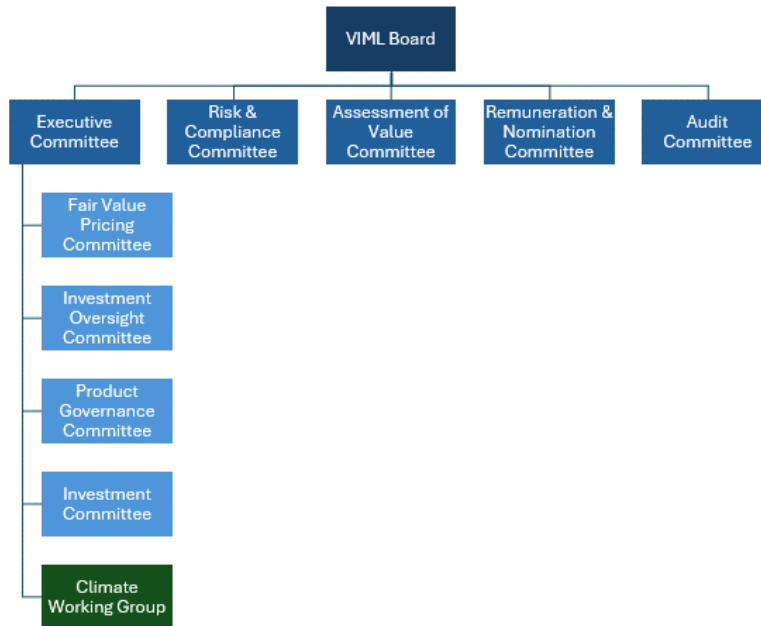 VIML Board
Executive
Committee
Risk &
Compliance
Committee
Assessment of
Value
Committee
Remuneration &
Nomination
Committee
Audit
Committee
Fair Value
Pricing
Committee
Investment
Oversight
Committee
Product
Governance
Committee
Investment
Committee
Climate
Working Group